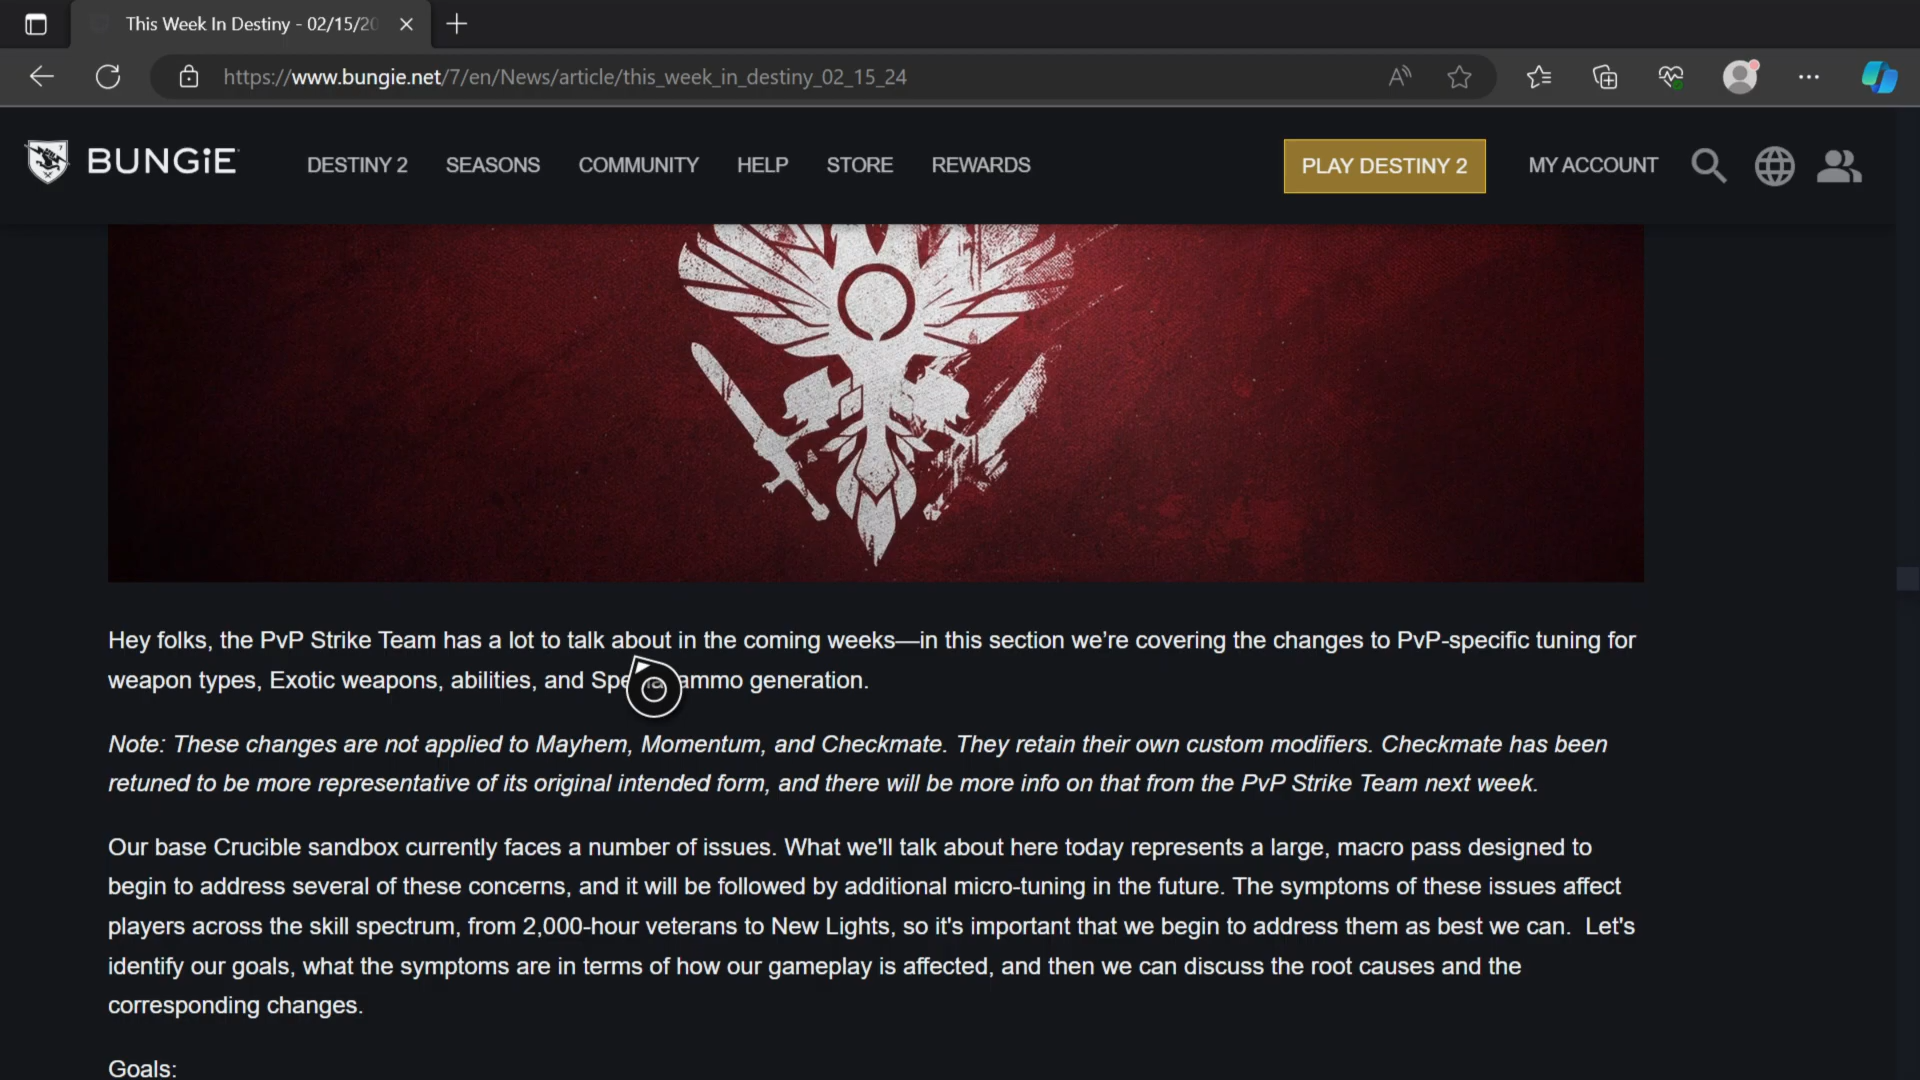 This Week In Destiny - 02/15/20
https://www.bungie.net/7/en/News/article/this_week_in_destiny_02_15_24
BUNGiE
DESTINY 2
SEASONS
COMMUNITY
HELP
STORE
REWARDS
PLAY DESTINY 2
MY ACCOUNT
Hey folks, the PvP Strike Team has a lot to talk about in the coming weeks—in this section we’re covering the changes to PvP-specific tuning for
weapon types, Exotic weapons, abilities, and Special ammo generation.
Note: These changes are not applied to Mayhem, Momentum, and Checkmate. They retain their own custom modifiers. Checkmate has been
retuned to be more representative of its original intended form, and there will be more info on that from the PvP Strike Team next week.
Our base Crucible sandbox currently faces a number of issues. What we'll talk about here today represents a large, macro pass designed to
begin to address several of these concerns, and it will be followed by additional micro-tuning in the future. The symptoms of these issues affect
players across the skill spectrum, from 2,000-hour veterans to New Lights, so it's important that we begin to address them as best we can.  Let's
identify our goals, what the symptoms are in terms of how our gameplay is affected, and then we can discuss the root causes and the
corresponding changes.
Goals: